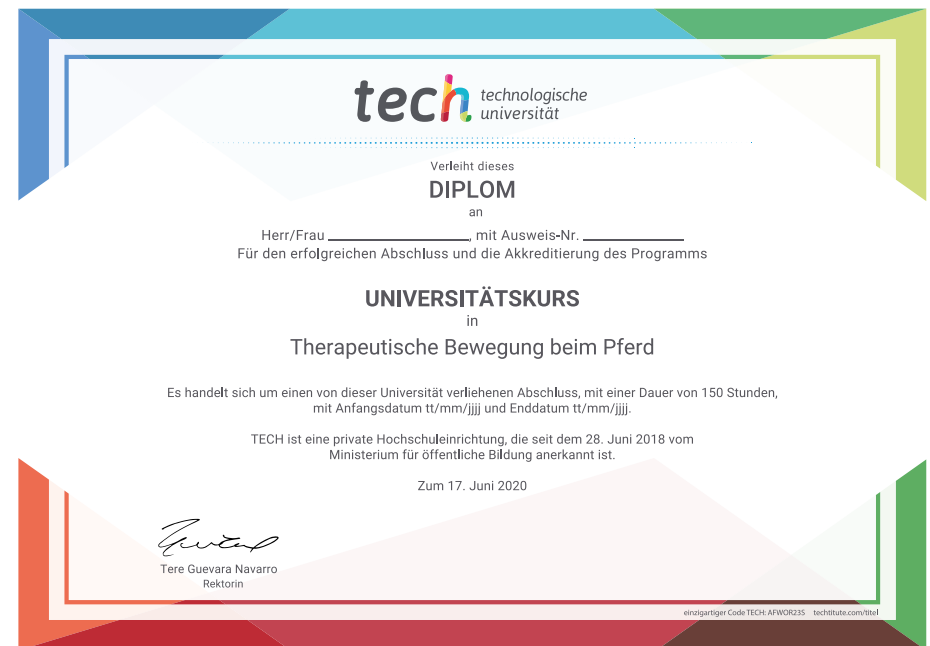 tech technologische
universität
Verleiht dieses
DIPLOM
an
Herr/Frau ____________________, mit Ausweis-Nr. ______________
Für den erfolgreichen Abschluss und die Akkreditierung des Programms
UNIVERSITÄTSKURS
in
Therapeutische Bewegung beim Pferd
Es handelt sich um einen von dieser Universität verliehenen Abschluss, mit einer Dauer von 150 Stunden,
mit Anfangsdatum tt/mm/jjjj und Enddatum tt/mm/jjjj.
TECH ist eine private Hochschuleinrichtung, die seit dem 28. Juni 2018 vom
Ministerium für öffentliche Bildung anerkannt ist.
Zum 17. Juni 2020
Tere Guevara Navarro
Rektorin
einzigartiger Code TECH: AFWOR23S techtitute.com/titel